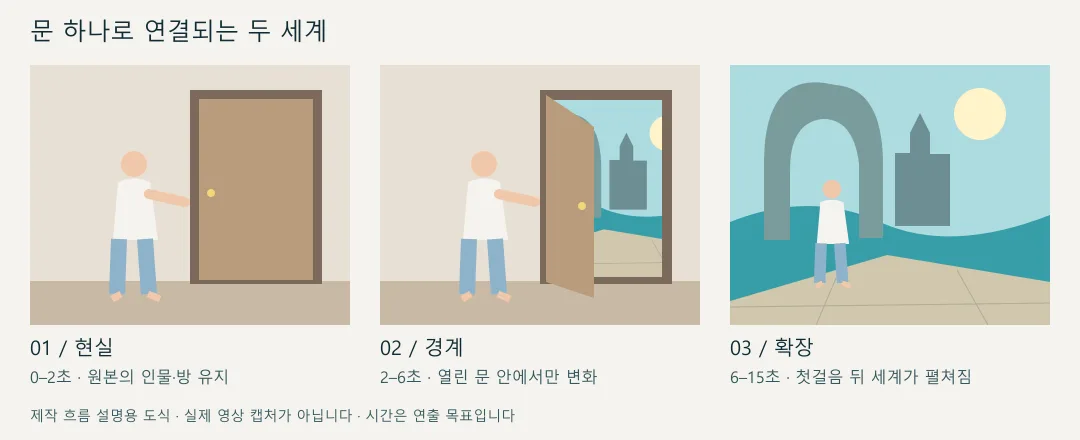 문 하나로 연결되는 두 세계
01 / 현실
0–2초 · 원본의 인물·방 유지
02 / 경계
2–6초 · 열린 문 안에서만 변화
03 / 확장
6–15초 · 첫걸음 뒤 세계가 펼쳐짐
제작 흐름 설명용 도식 · 실제 영상 캡처가 아닙니다 · 시간은 연출 목표입니다